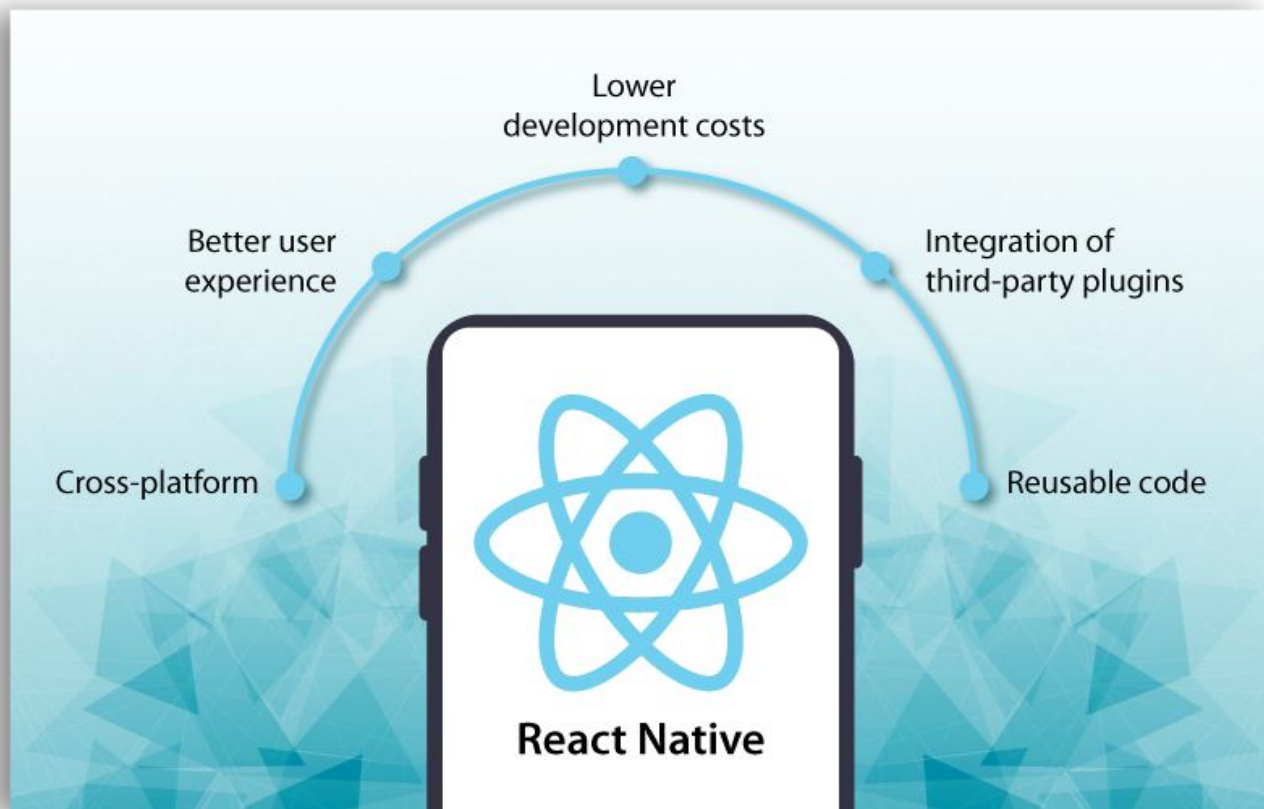 Lower
development costs
Better user
experience
Integration of
third-party plugins
Cross-platform
Reusable code
React Native